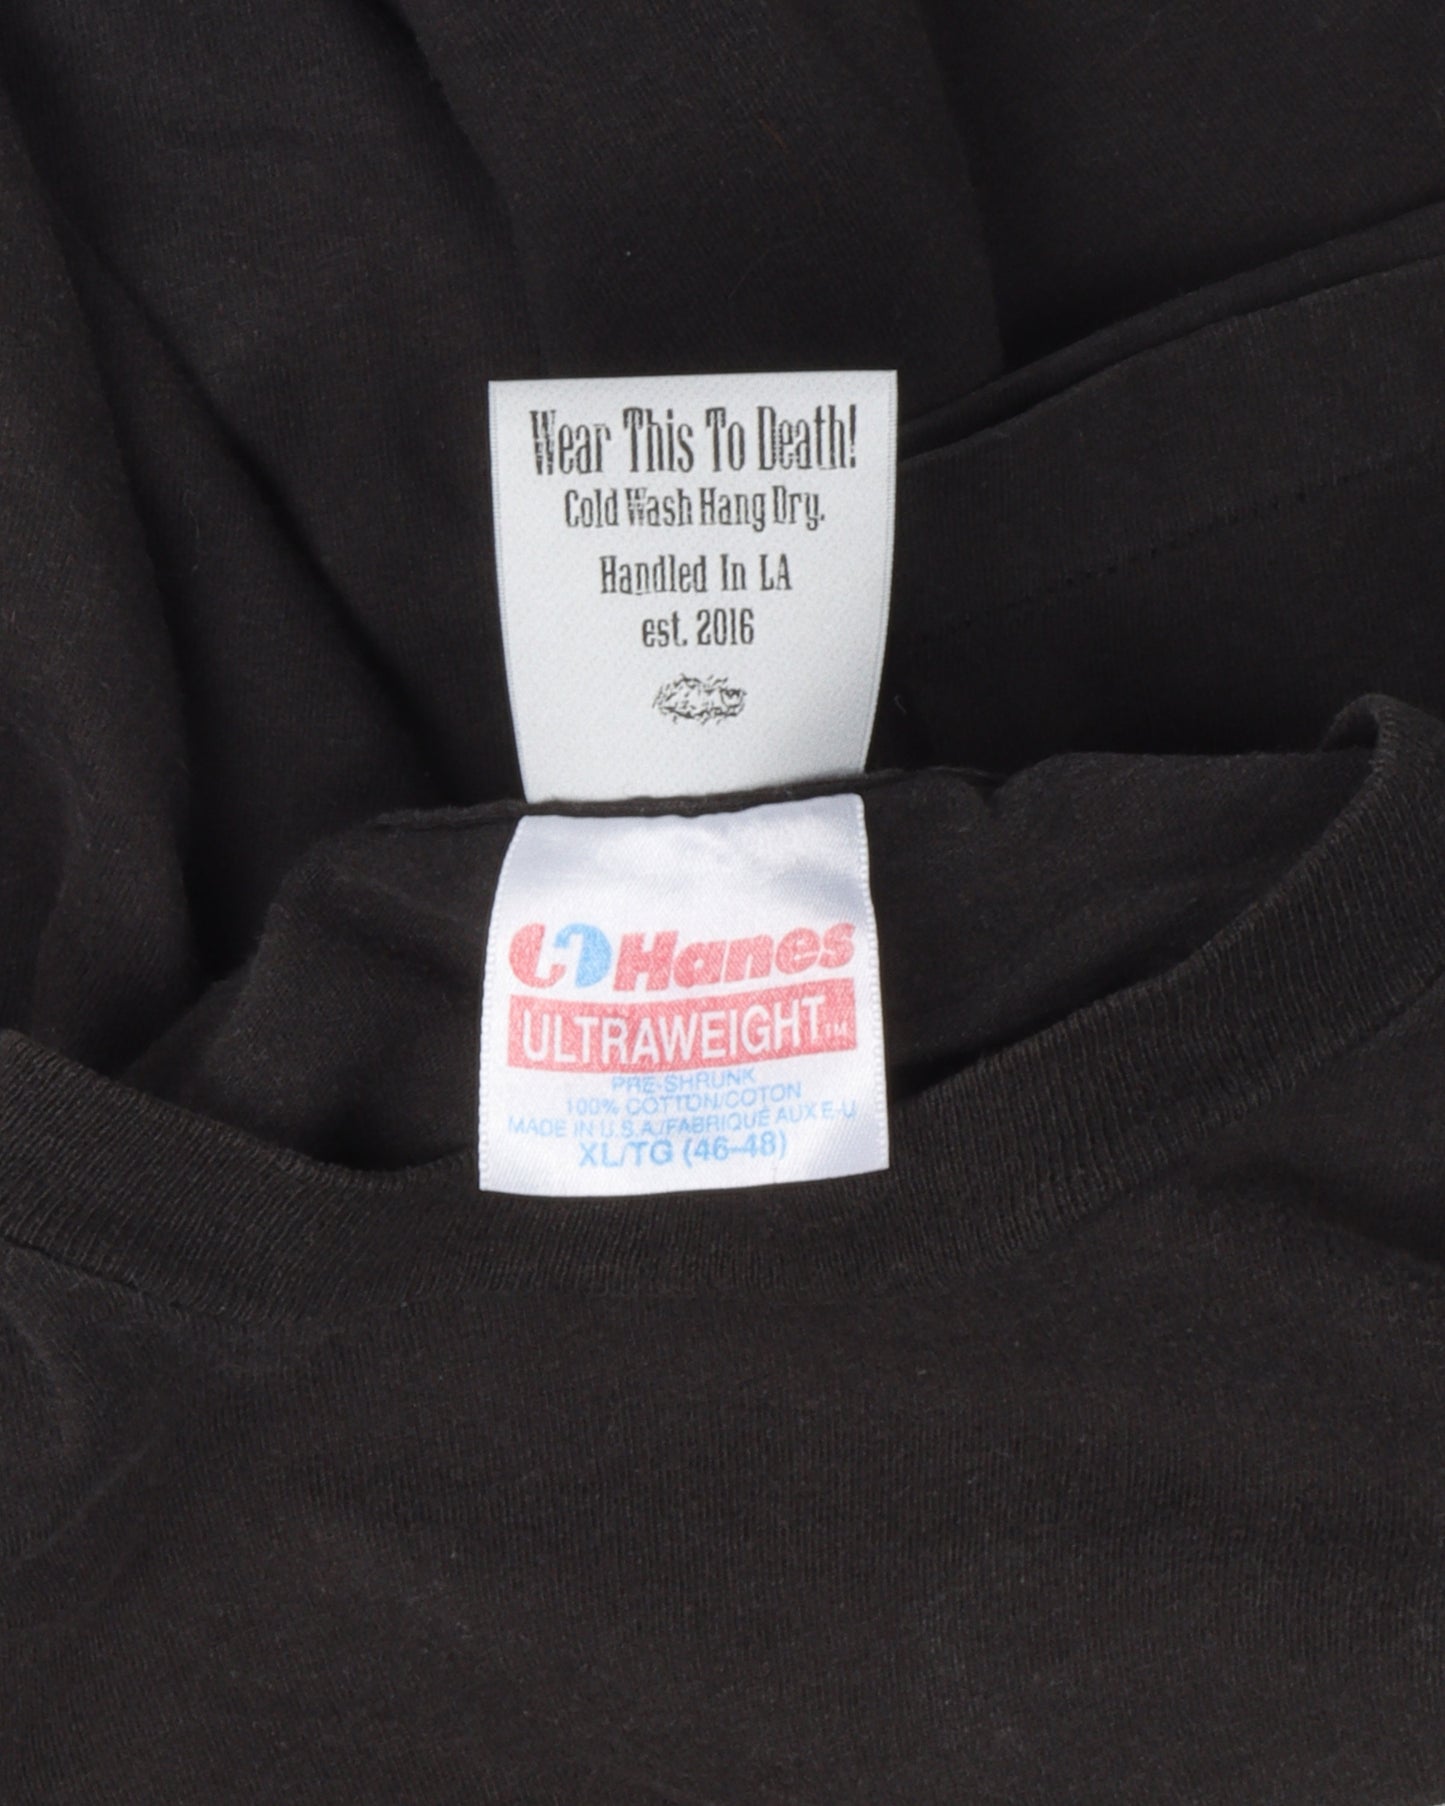 Wear This To Death!
Cold Wash Hang Dry.
Handled In LA
est. 2016
Hanes
ULTRAWEIGHT™
PRE-SHRUNK
100% COTTON/COTON
MADE IN U.S.A./FABRIQUÉ AUX E-U
XL/TG (46-48)